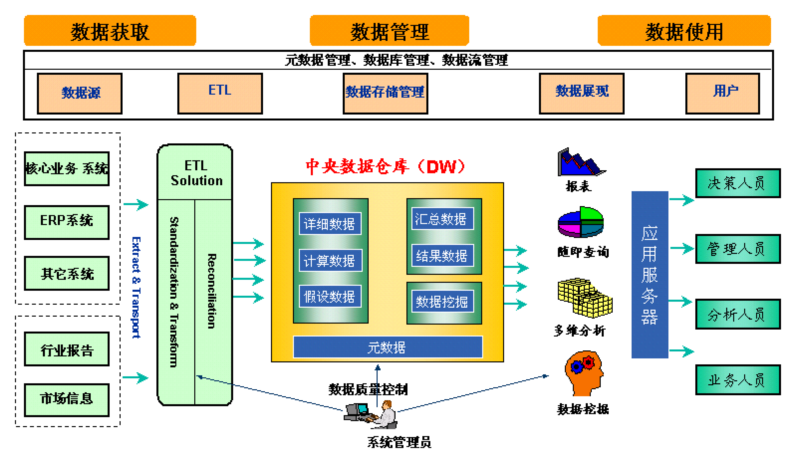 数据获取
数据管理
数据使用
元数据管理、数据库管理、数据流管理
数据源
ETL
数据存储管理
数据展现
用户
核心业务 系统
ERP系统
其它系统
行业报告
市场信息
Extract & Transport
ETL
Solution
Standardization & Transform
Reconciliation
中央数据仓库（DW）
详细数据
计算数据
假设数据
汇总数据
结果数据
数据挖掘
元数据
数据质量控制
系统管理员
报表
随即查询
多维分析
数据挖掘
应用服务器
决策人员
管理人员
分析人员
业务人员